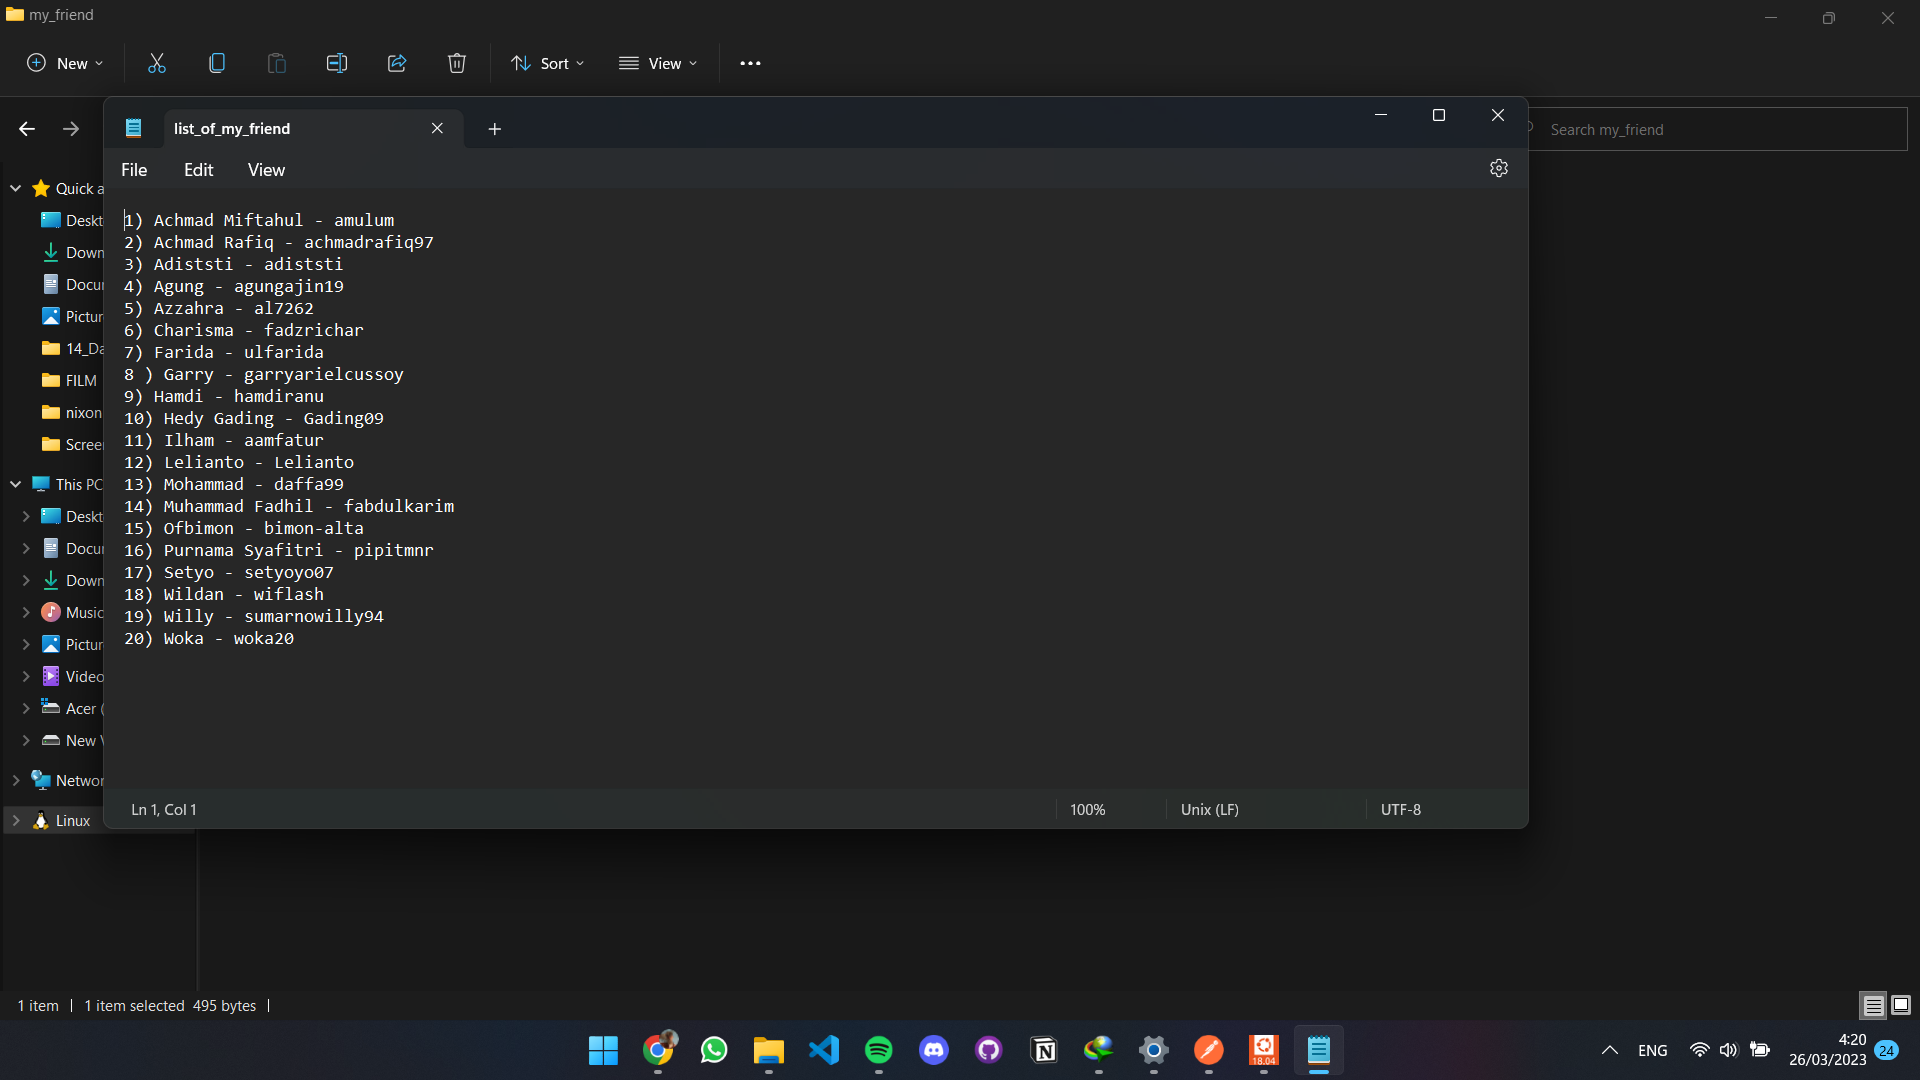 my_friend
New
Sort
View
list_of_my_friend
Search my_friend
File Edit View
Quick a
Deskt
Down
Docu
Pictur
14_Da
FILM
nixon
Scree
This PC
Deskt
Docu
Down
Music
Pictur
Video
Acer (
New V
Networ
Linux
1) Achmad Miftahul - amulum
2) Achmad Rafiq - achmadrafiq97
3) Adiststi - adiststi
4) Agung - agungajin19
5) Azzahra - al7262
6) Charisma - fadzrichar
7) Farida - ulfarida
8 ) Garry - garryarielcussoy
9) Hamdi - hamdiranu
10) Hedy Gading - Gading09
11) Ilham - aamfatur
12) Lelianto - Lelianto
13) Mohammad - daffa99
14) Muhammad Fadhil - fabdulkarim
15) Ofbimon - bimon-alta
16) Purnama Syafitri - pipitmnr
17) Setyo - setyoyo07
18) Wildan - wiflash
19) Willy - sumarnowilly94
20) Woka - woka20
Ln 1, Col 1
100%
Unix (LF)
UTF-8
1 item
1 item selected 495 bytes
18.04
ENG
4:20
26/03/2023
24